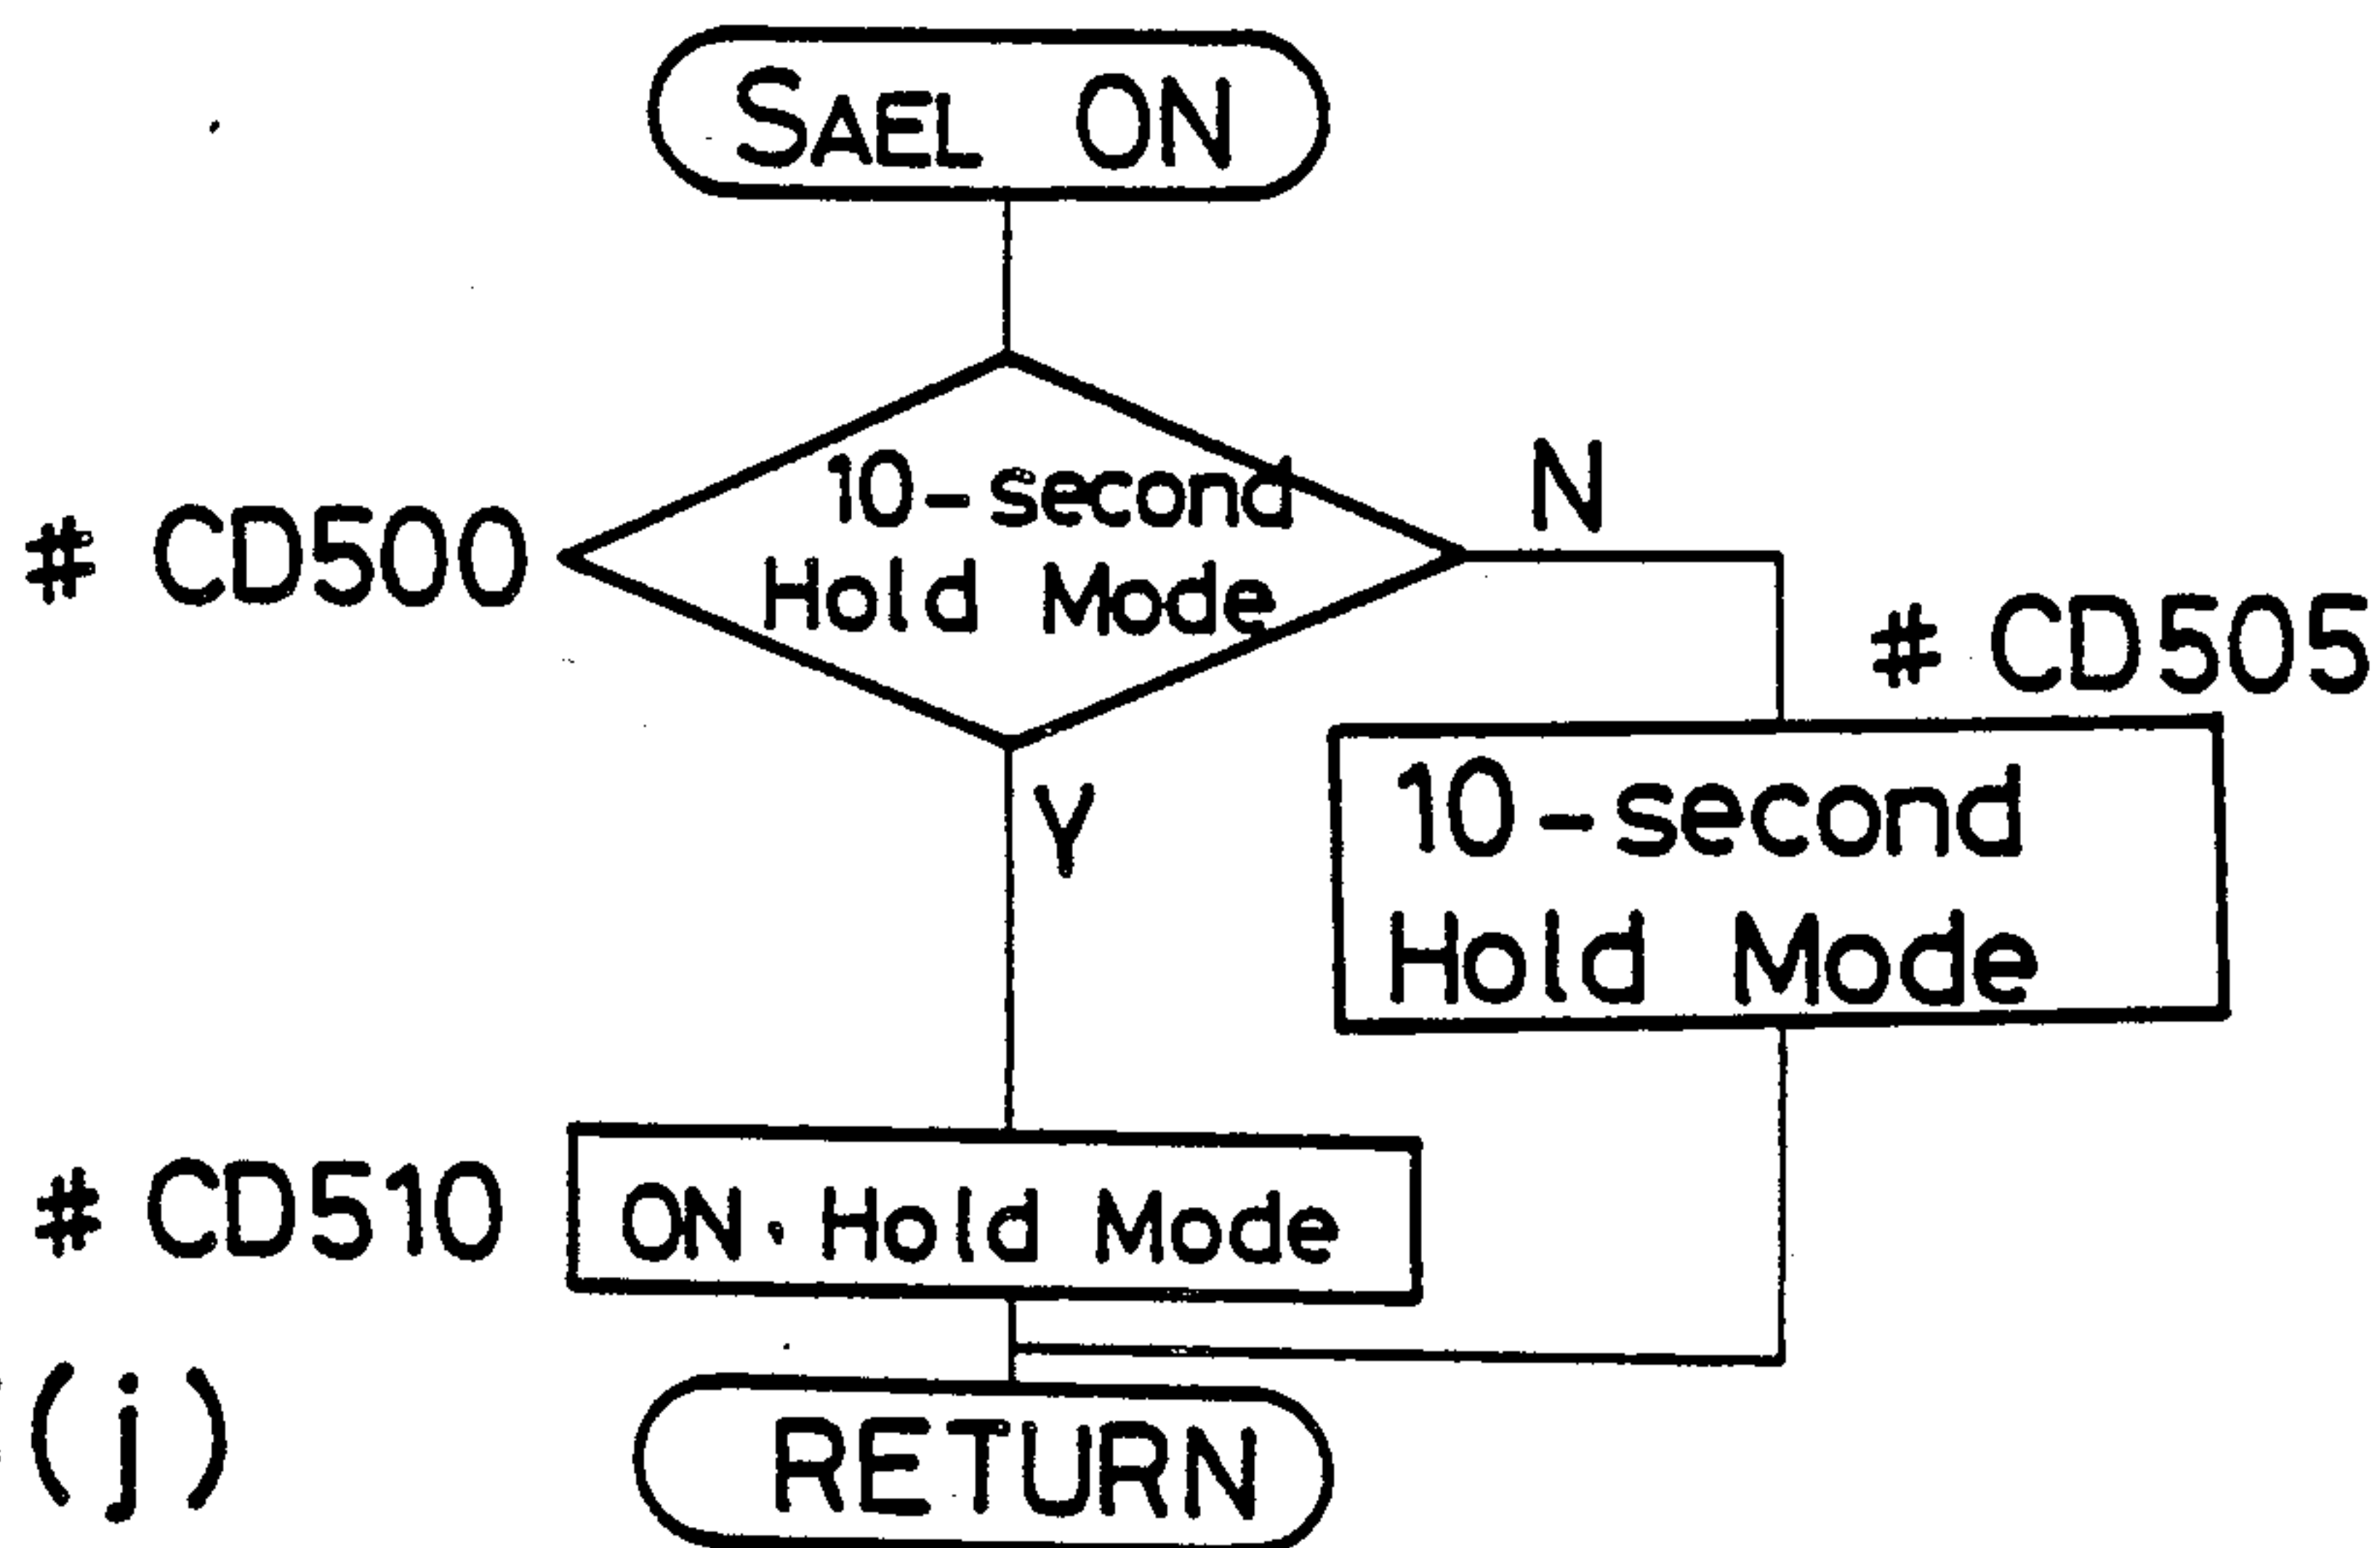 SAEL ON
10-second
Hold Mode
N
# CD500
# CD505
10-second
Hold Mode
Y
# CD510
ON· Hold Mode
(j)
RETURN